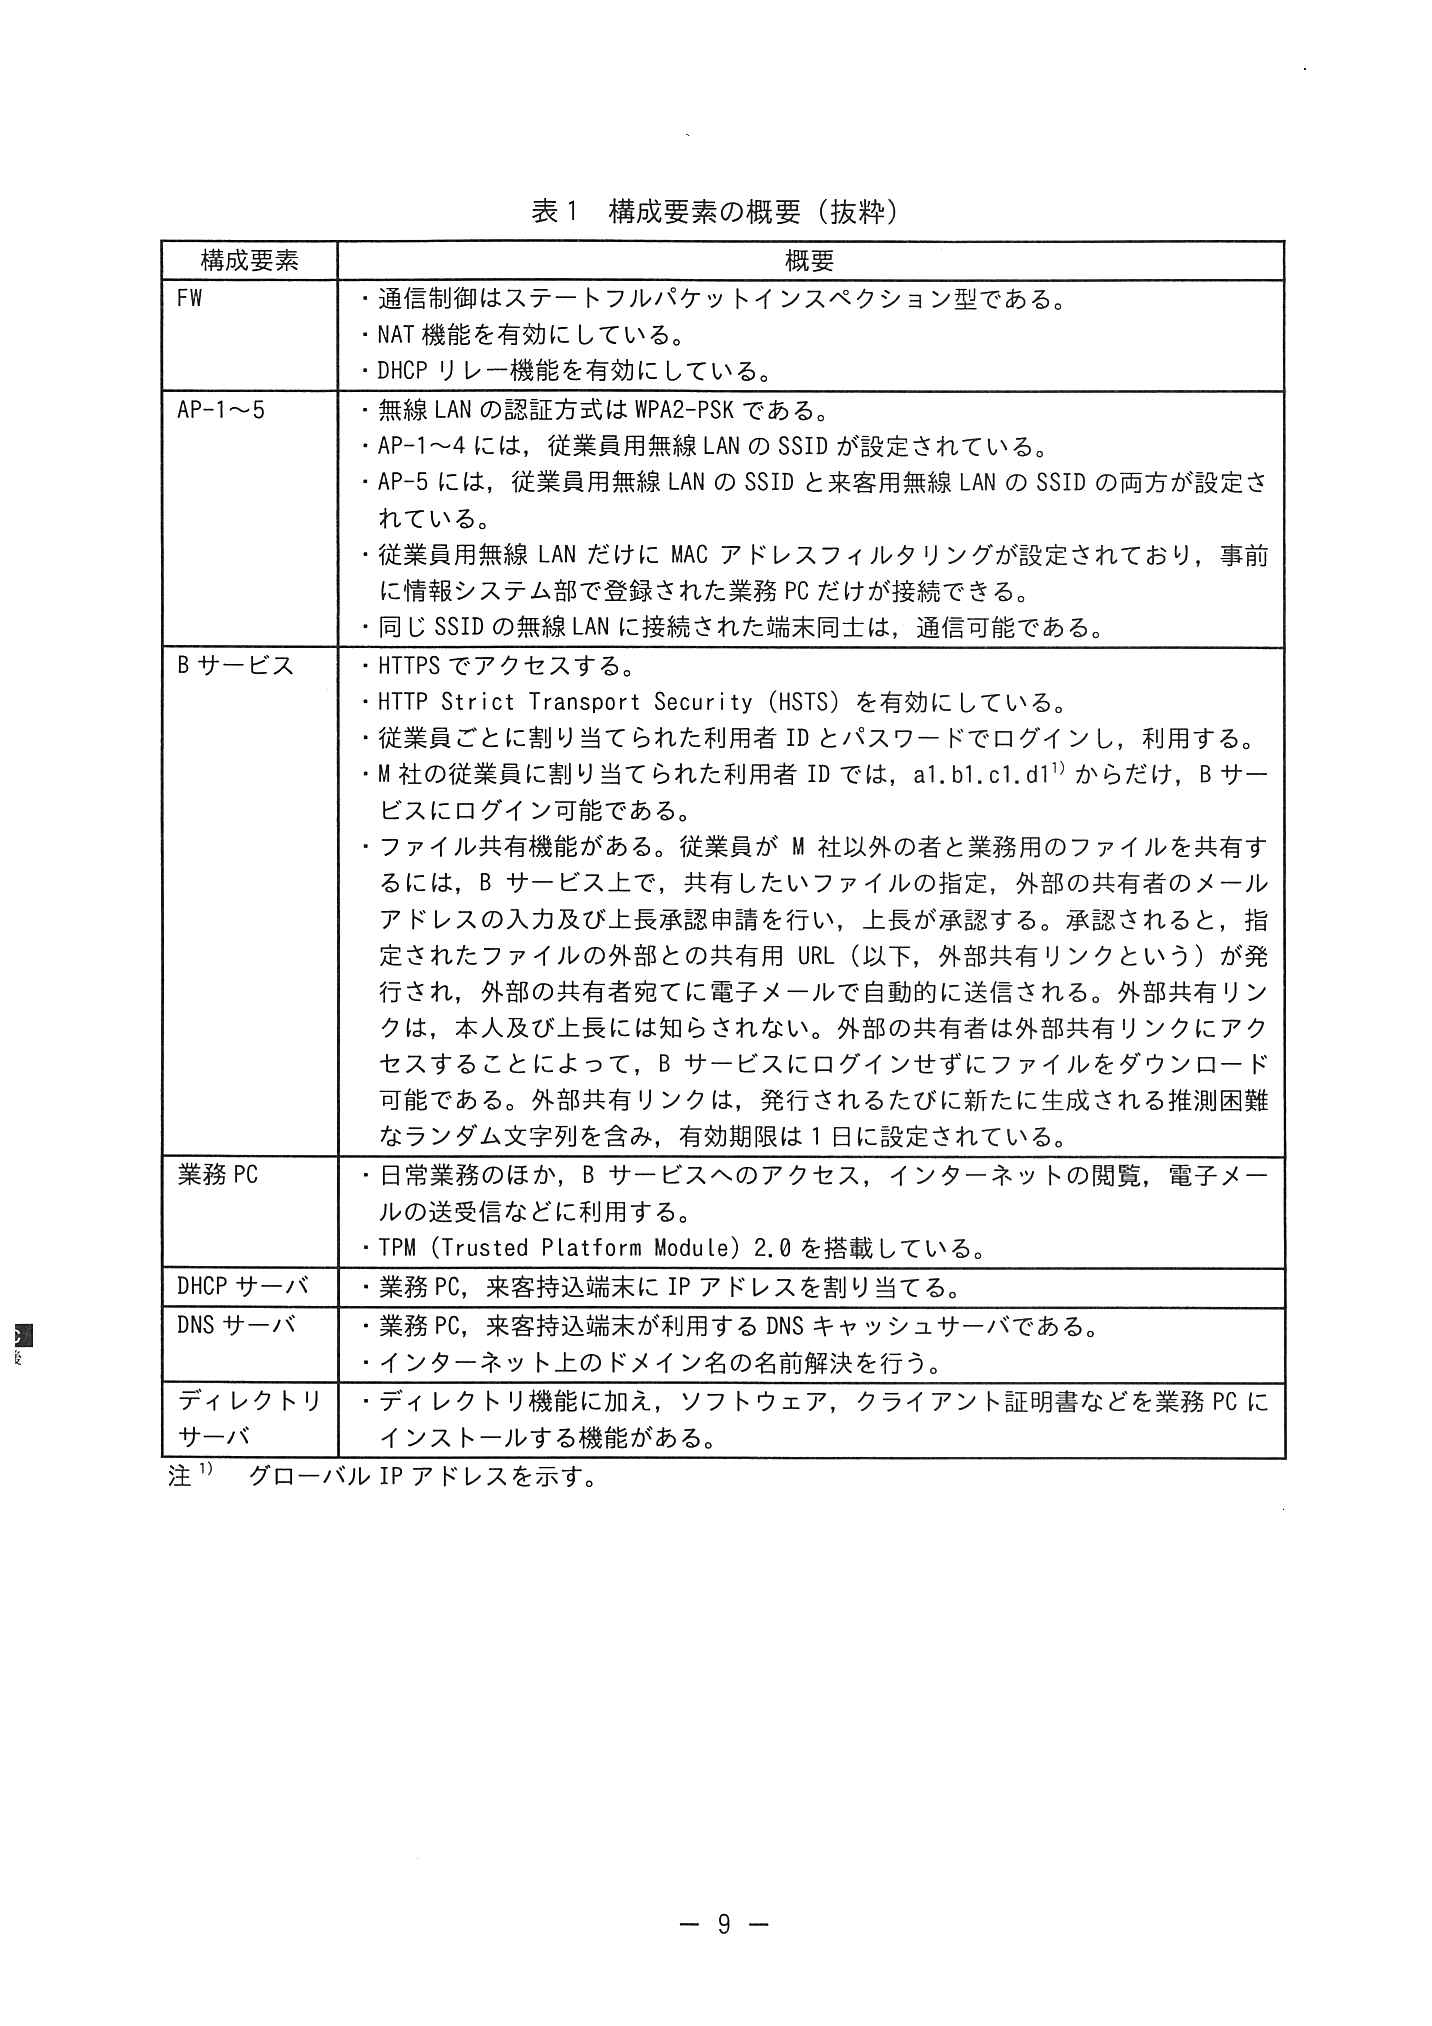 表1 構成要素の概要（抜粋）
構成要素 概要
FW ・通信制御はステートフルパケットインスペクション型である。
・NAT 機能を有効にしている。
・DHCP リレー機能を有効にしている。
AP-1～5 ・無線 LAN の認証方式は WPA2-PSK である。
・AP-1～4 には，従業員用無線 LAN の SSID が設定されている。
・AP-5 には，従業員用無線 LAN の SSID と来客用無線 LAN の SSID の両方が設定さ
れている。
・従業員用無線 LAN だけに MAC アドレスフィルタリングが設定されており，事前
に情報システム部で登録された業務 PC だけが接続できる。
・同じ SSID の無線 LAN に接続された端末同士は，通信可能である。
B サービス ・HTTPS でアクセスする。
・HTTP Strict Transport Security（HSTS）を有効にしている。
・従業員ごとに割り当てられた利用者 ID とパスワードでログインし，利用する。
・M 社の従業員に割り当てられた利用者 ID では，a1.b1.c1.d1¹⁾ からだけ，B サー
ビスにログイン可能である。
・ファイル共有機能がある。従業員が M 社以外の者と業務用のファイルを共有す
るには，B サービス上で，共有したいファイルの指定，外部の共有者のメール
アドレスの入力及び上長承認申請を行い，上長が承認する。承認されると，指
定されたファイルの外部との共有用 URL（以下，外部共有リンクという）が発
行され，外部の共有者宛てに電子メールで自動的に送信される。外部共有リン
クは，本人及び上長には知らされない。外部の共有者は外部共有リンクにアク
セスすることによって，B サービスにログインせずにファイルをダウンロード
可能である。外部共有リンクは，発行されるたびに新たに生成される推測困難
なランダム文字列を含み，有効期限は 1 日に設定されている。
業務 PC ・日常業務のほか，B サービスへのアクセス，インターネットの閲覧，電子メー
ルの送受信などに利用する。
・TPM（Trusted Platform Module）2.0 を搭載している。
DHCP サーバ ・業務 PC，来客持込端末に IP アドレスを割り当てる。
DNS サーバ ・業務 PC，来客持込端末が利用する DNS キャッシュサーバである。
・インターネット上のドメイン名の名前解決を行う。
ディレクトリ ・ディレクトリ機能に加え，ソフトウェア，クライアント証明書などを業務 PC に
サーバ インストールする機能がある。
注¹⁾ グローバル IP アドレスを示す。
－ 9 －